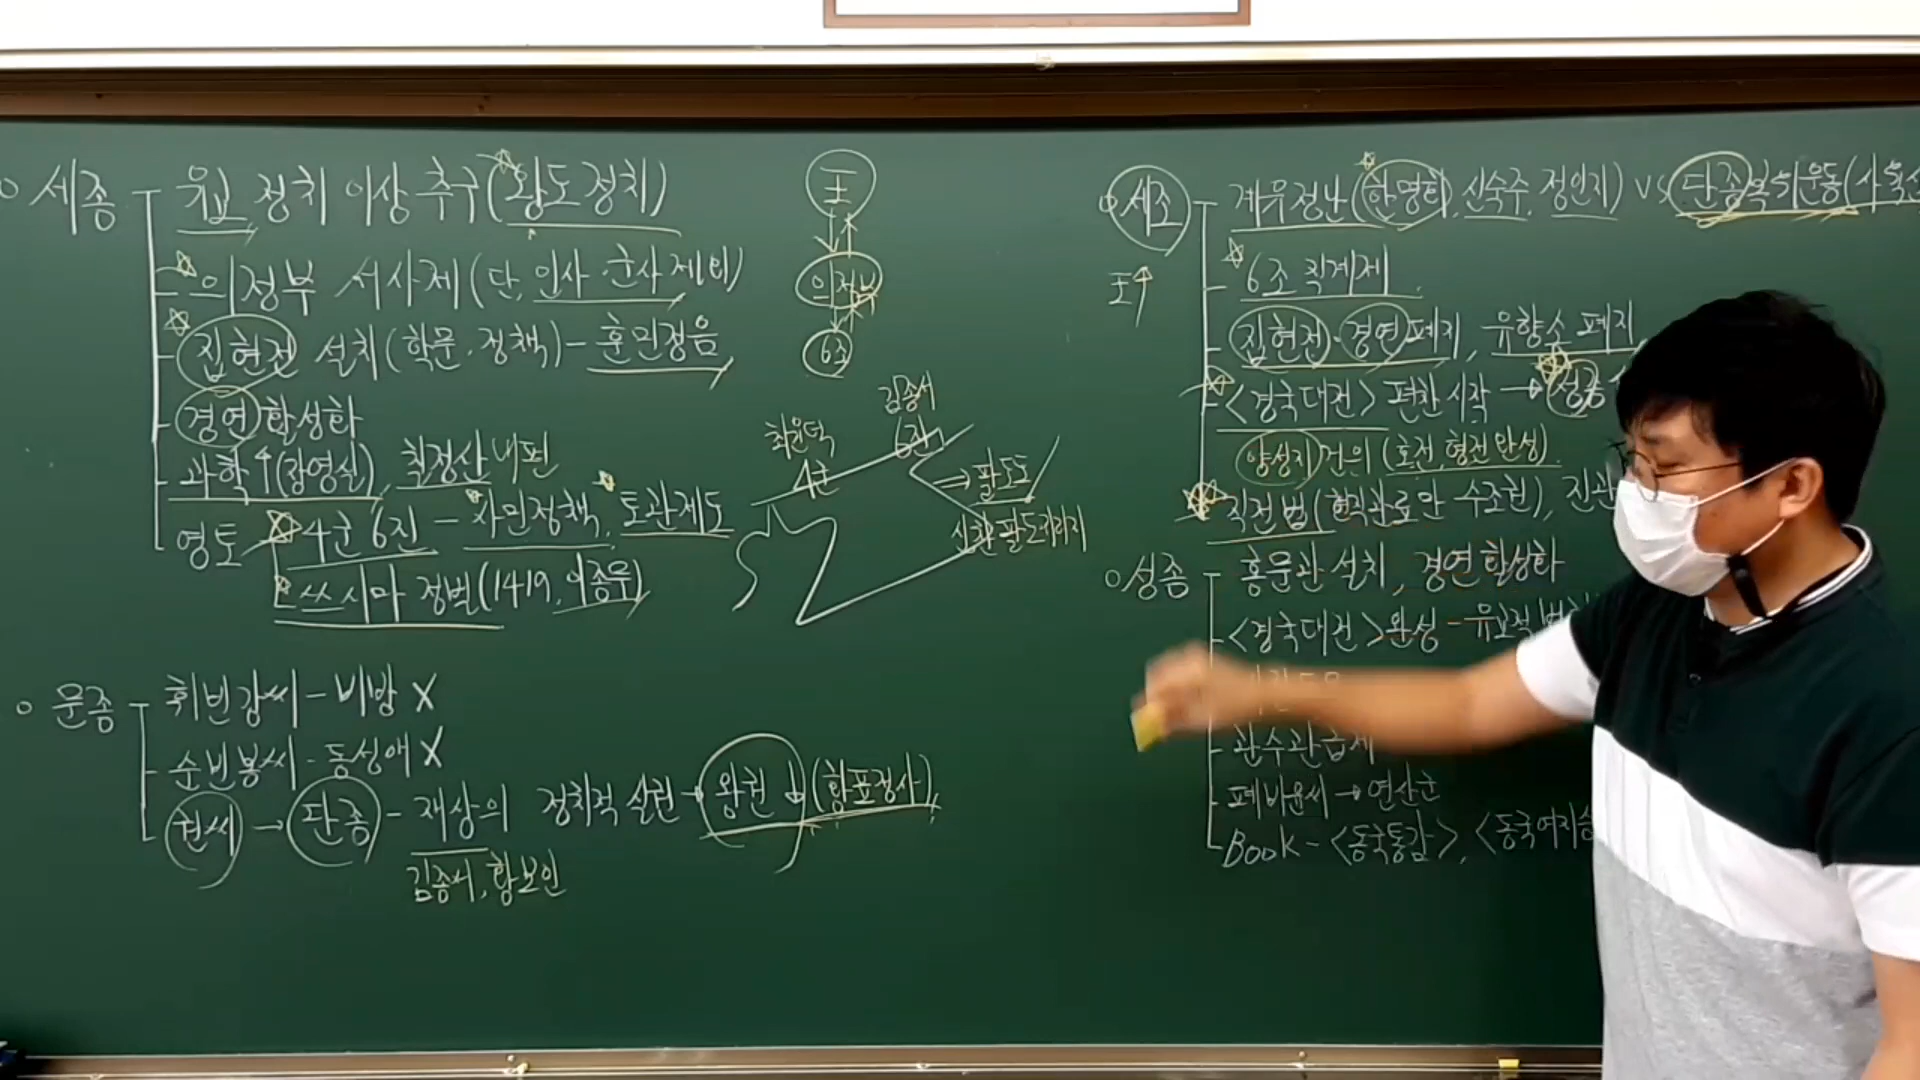 ○ 세종 유교 정치 이상 추구 (왕도정치)
의정부 서사제 (단, 인사·군사 제외)
집현전 설치 (학문·정책) - 훈민정음
경연 활성화
과학↑(장영실), 칠정산 내편
영토 4군 6진 - 사민정책, 토관제도
쓰시마 정벌 (1419, 이종무)
왕
의정부
6조
최윤덕
4군
김종서
6진
⇒ 팔도도
신찬팔도지리지
○ 문종 휘빈김씨 - 비방 X
순빈봉씨 - 동성애 X
권씨 → 단종 - 재상의 정치적 실권 → 왕권↓ (황표정사)
김종서, 황보인
○ 세조 계유정난 (한명회, 신숙주, 정인지) VS 단종복위운동 (사육신
왕↑
6조 직계제
집현전·경연 폐지, 유향소 폐지
<경국대전> 편찬 시작 → 성종
양성지 건의 (호전, 형전 완성)
직전법 (현직관료만 수조권), 진관
○ 성종 홍문관 설치, 경연 활성화
<경국대전> 완성 - 유교적
관수관급제
폐비윤씨 → 연산군
Book - <동국통감>, <동국여지승